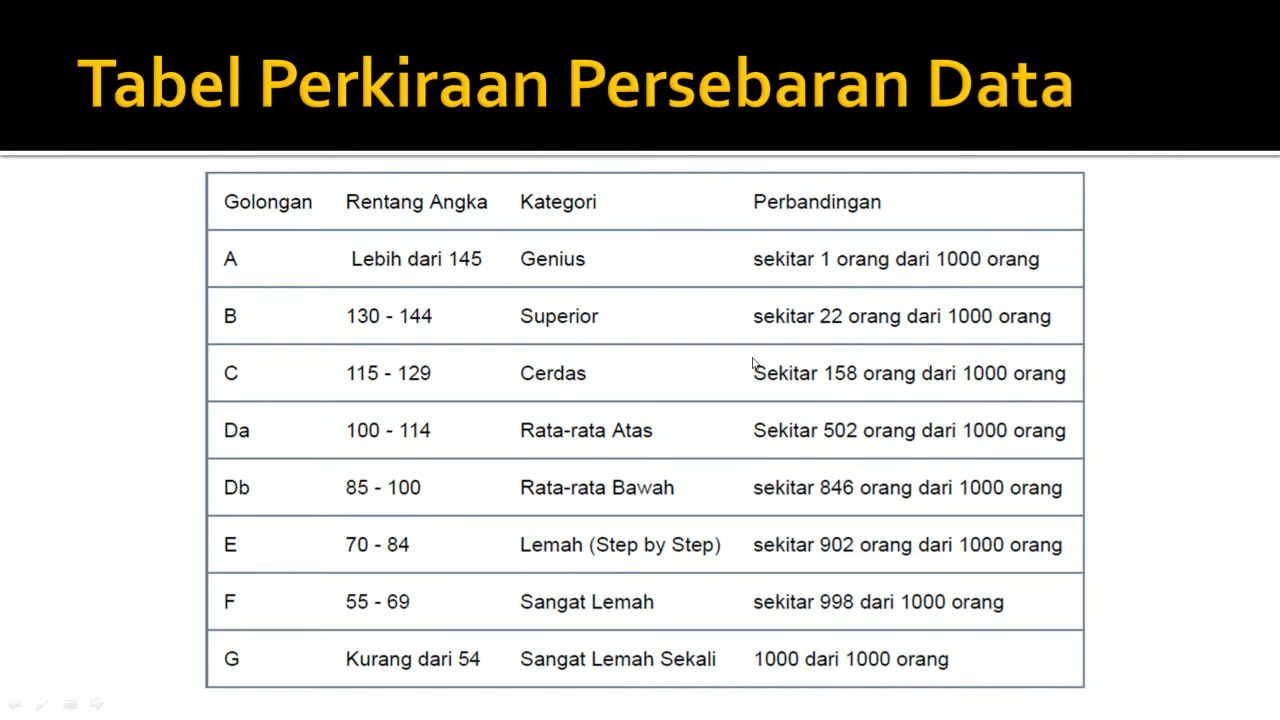 Tabel Perkiraan Persebaran Data
Golongan Rentang Angka Kategori Perbandingan
A Lebih dari 145 Genius sekitar 1 orang dari 1000 orang
B 130 - 144 Superior sekitar 22 orang dari 1000 orang
C 115 - 129 Cerdas Sekitar 158 orang dari 1000 orang
Da 100 - 114 Rata-rata Atas Sekitar 502 orang dari 1000 orang
Db 85 - 100 Rata-rata Bawah sekitar 846 orang dari 1000 orang
E 70 - 84 Lemah (Step by Step) sekitar 902 orang dari 1000 orang
F 55 - 69 Sangat Lemah sekitar 998 dari 1000 orang
G Kurang dari 54 Sangat Lemah Sekali 1000 dari 1000 orang